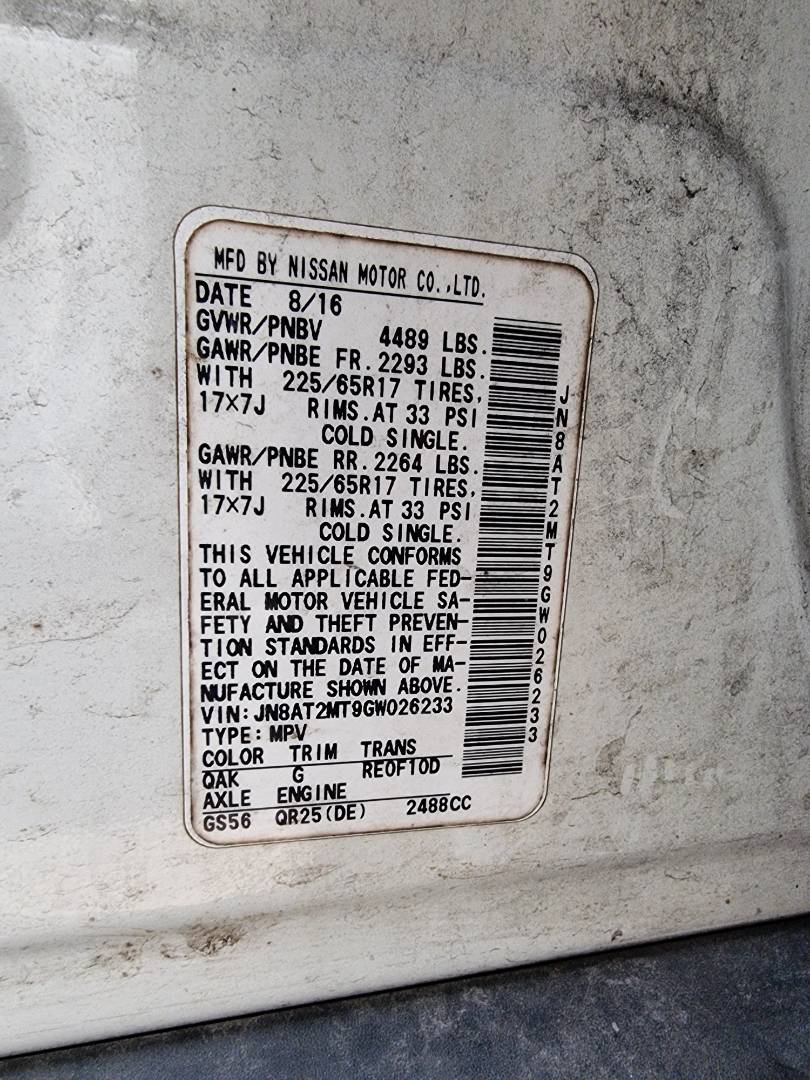 MFD BY NISSAN MOTOR CO.,LTD.
DATE 8/16
GVWR/PNBV 4489 LBS.
GAWR/PNBE FR.2293 LBS.
WITH 225/65R17 TIRES,
17×7J RIMS.AT 33 PSI
COLD SINGLE.
GAWR/PNBE RR.2264 LBS.
WITH 225/65R17 TIRES,
17×7J RIMS.AT 33 PSI
COLD SINGLE.
THIS VEHICLE CONFORMS
TO ALL APPLICABLE FED-
ERAL MOTOR VEHICLE SA-
FETY AND THEFT PREVEN-
TION STANDARDS IN EFF-
ECT ON THE DATE OF MA-
NUFACTURE SHOWN ABOVE.
VIN:JN8AT2MT9GW026233
TYPE:MPV
COLOR TRIM TRANS
QAK G RE0F10D
AXLE ENGINE
GS56 QR25(DE) 2488CC
JN8AT2MT9GW026233